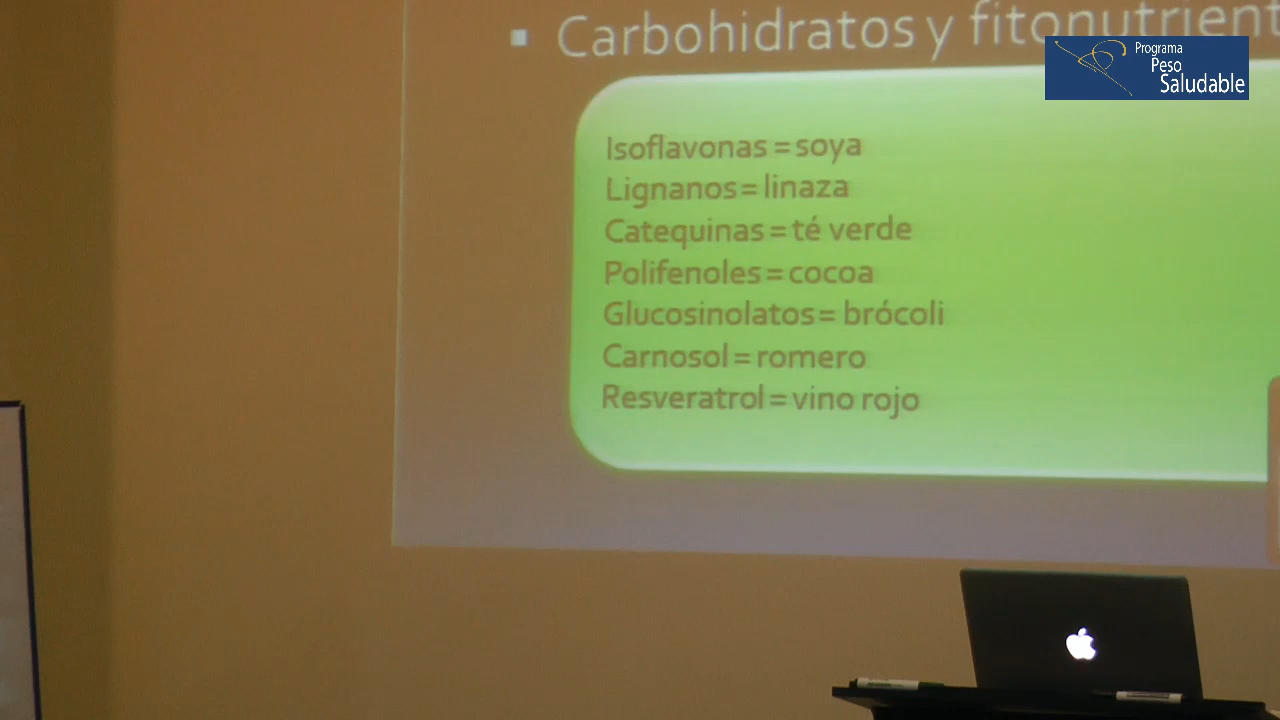 Carbohidratos y fitonutrient
Programa
Peso
Saludable
Isoflavonas = soya
Lignanos = linaza
Catequinas = té verde
Polifenoles = cocoa
Glucosinolatos = brócoli
Carnosol = romero
Resveratrol = vino rojo